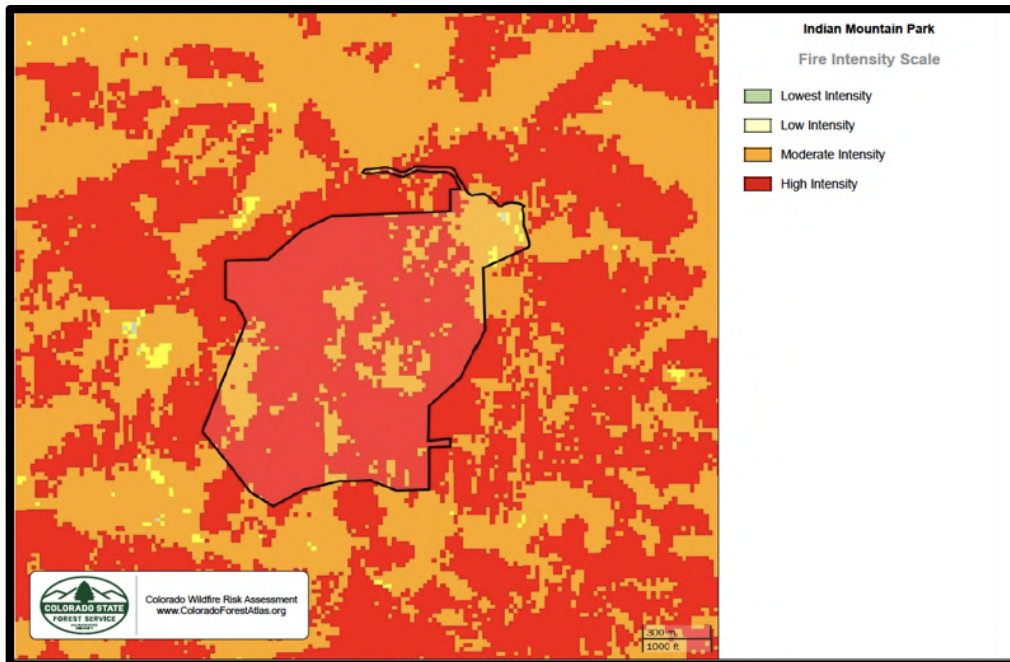 Indian Mountain Park
Fire Intensity Scale
Lowest Intensity
Low Intensity
Moderate Intensity
High Intensity
COLORADO STATE
FOREST SERVICE
Colorado Wildfire Risk Assessment
www.ColoradoForestAtlas.org
300 m
1000 ft